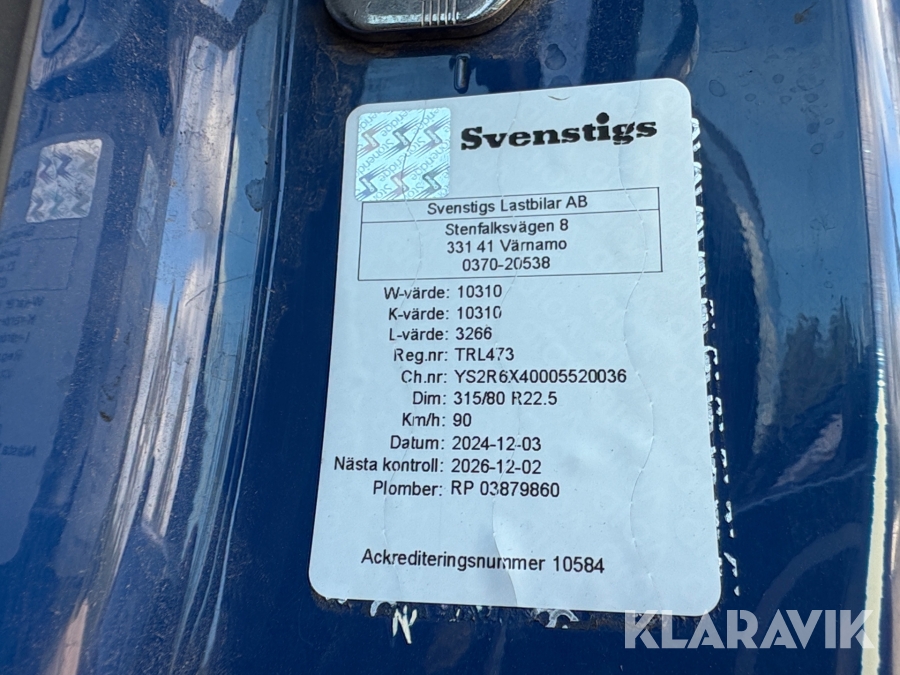 Svenstigs
Svenstigs Lastbilar AB
Stenfalksvägen 8
331 41 Värnamo
0370-20538
W-värde: 10310
K-värde: 10310
L-värde: 3266
Reg.nr: TRL473
Ch.nr: YS2R6X40005520036
Dim: 315/80 R22.5
Km/h: 90
Datum: 2024-12-03
Nästa kontroll: 2026-12-02
Plomber: RP 03879860
Ackrediteringsnummer 10584
KLARAVIK